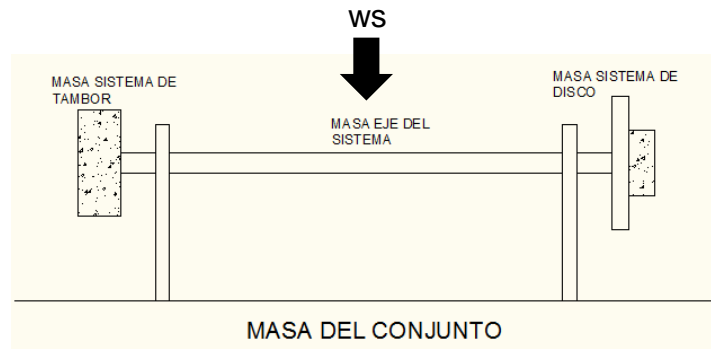 WS
MASA SISTEMA DE
TAMBOR
MASA EJE DEL
SISTEMA
MASA SISTEMA DE
DISCO
MASA DEL CONJUNTO